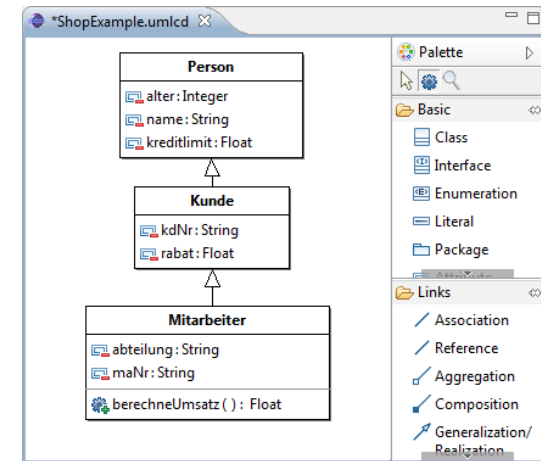 *ShopExample.umlcd
Person
alter:Integer
name:String
kreditlimit:Float
Kunde
kdNr:String
rabat:Float
Mitarbeiter
abteilung:String
maNr:String
berechneUmsatz( ): Float
Palette
Basic
Class
Interface
Enumeration
Literal
Package
Attribute
Links
Association
Reference
Aggregation
Composition
Generalization/
Realization